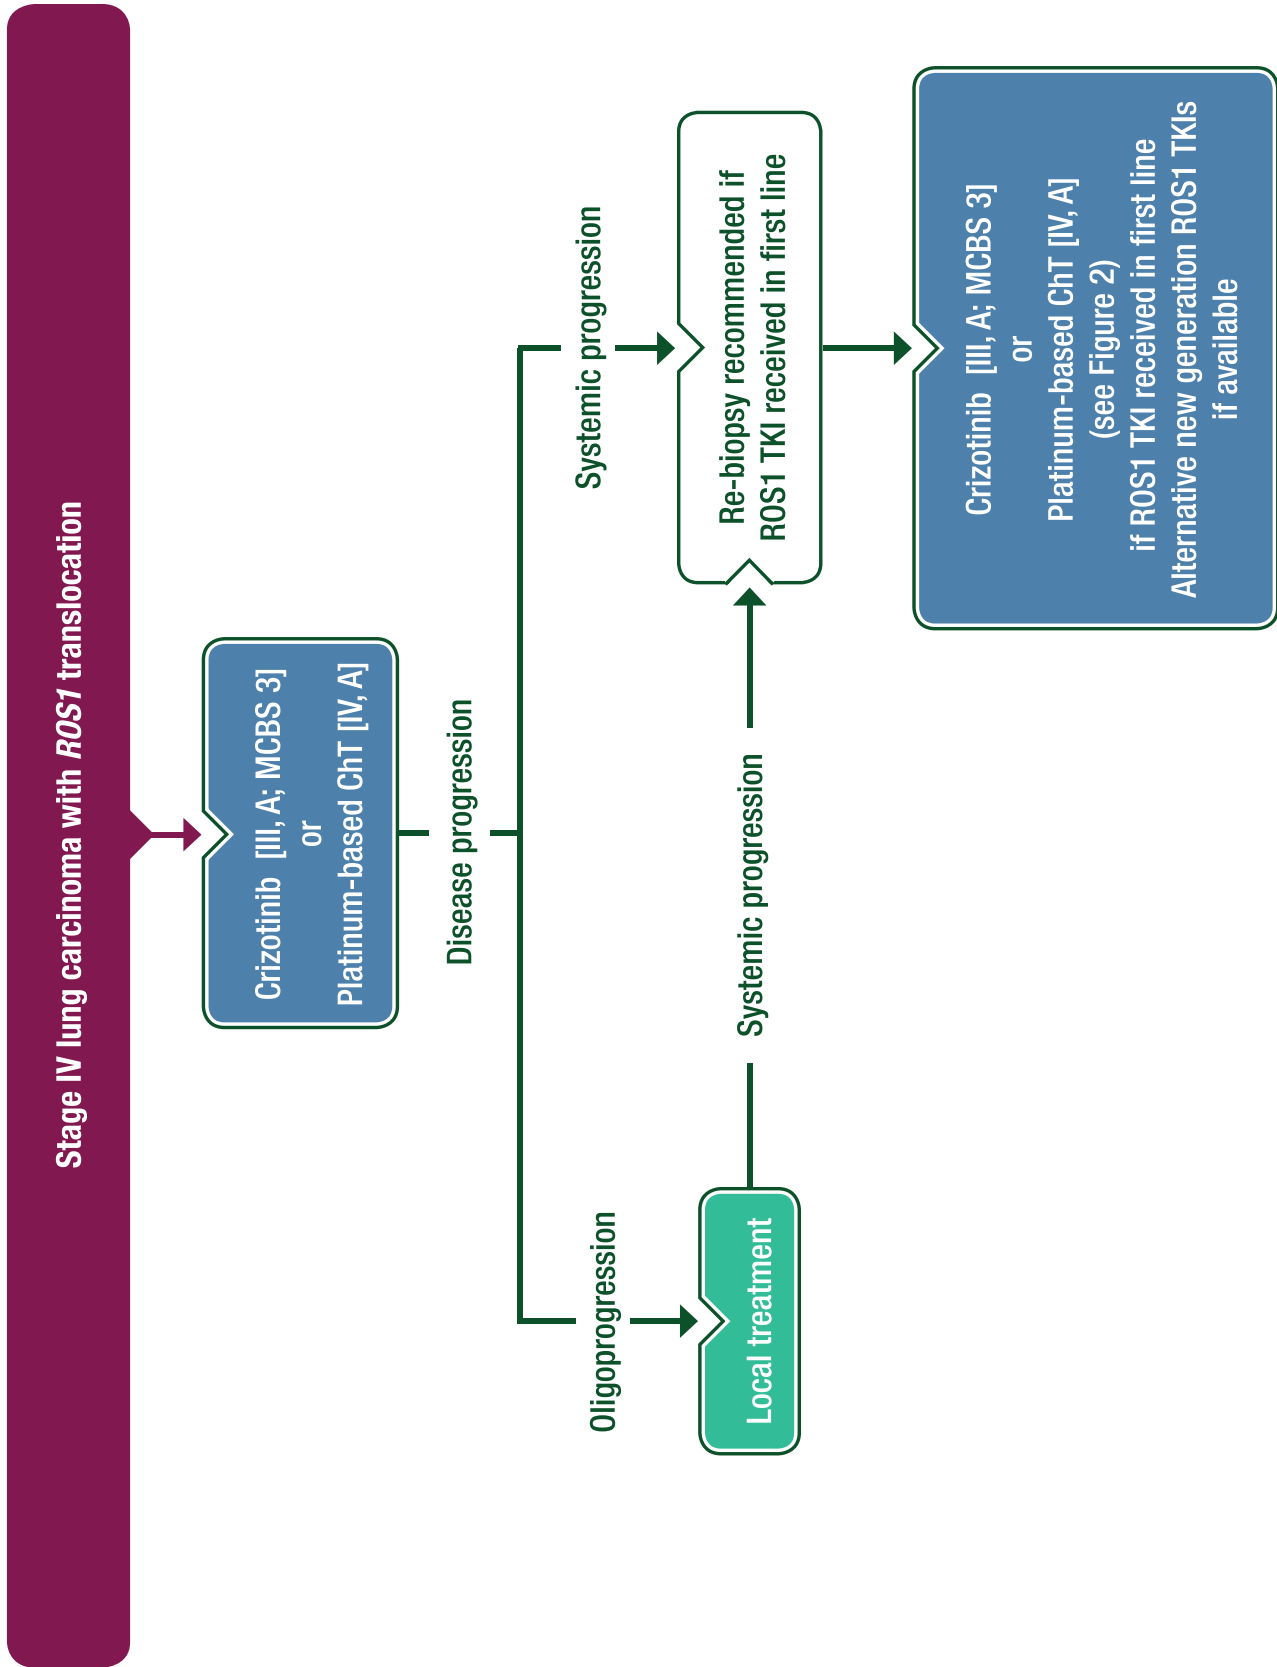 Stage IV lung carcinoma with ROS1 translocation
Crizotinib [III, A; MCBS 3]
or
Platinum-based ChT [IV, A]
Disease progression
Oligoprogression
Systemic progression
Local treatment
Systemic progression
Re-biopsy recommended if
ROS1 TKI received in first line
Crizotinib [III, A; MCBS 3]
or
Platinum-based ChT [IV, A]
(see Figure 2)
if ROS1 TKI received in first line
Alternative new generation ROS1 TKIs
if available